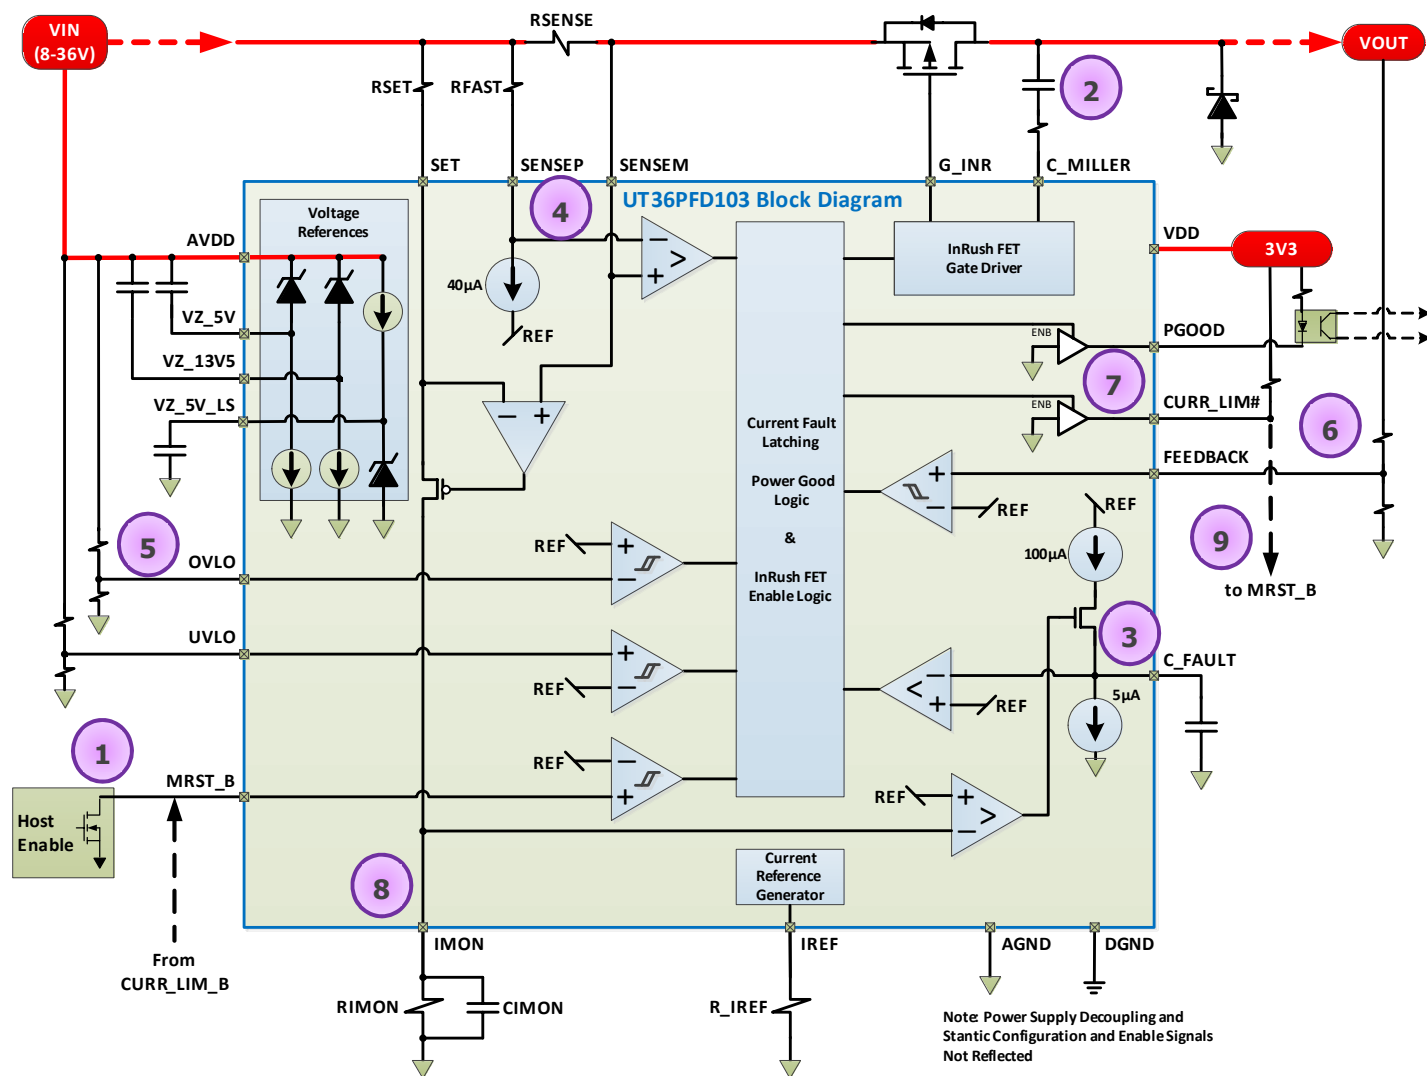 VIN
(8-36V)
RSENSE
VOUT
RSET
RFAST
2
SET
SENSEP
SENSEM
G_INR
C_MILLER
UT36PFD103 Block Diagram
Voltage
References
4
AVDD
VDD
3V3
InRush FET
Gate Driver
40µA
REF
VZ_5V
ENB
PGOOD
VZ_13V5
7
ENB
CURR_LIM#
VZ_5V_LS
6
Current Fault
Latching
Power Good
Logic
&
InRush FET
Enable Logic
FEEDBACK
REF
REF
5
REF
100µA
9
OVLO
to MRST_B
3
UVLO
REF
C_FAULT
5µA
REF
1
REF
MRST_B
REF
Host
Enable
Current
Reference
Generator
8
IMON
IREF
AGND
DGND
From
CURR_LIM_B
RIMON
CIMON
R_IREF
Note: Power Supply Decoupling and
Stantic Configuration and Enable Signals
Not Reflected